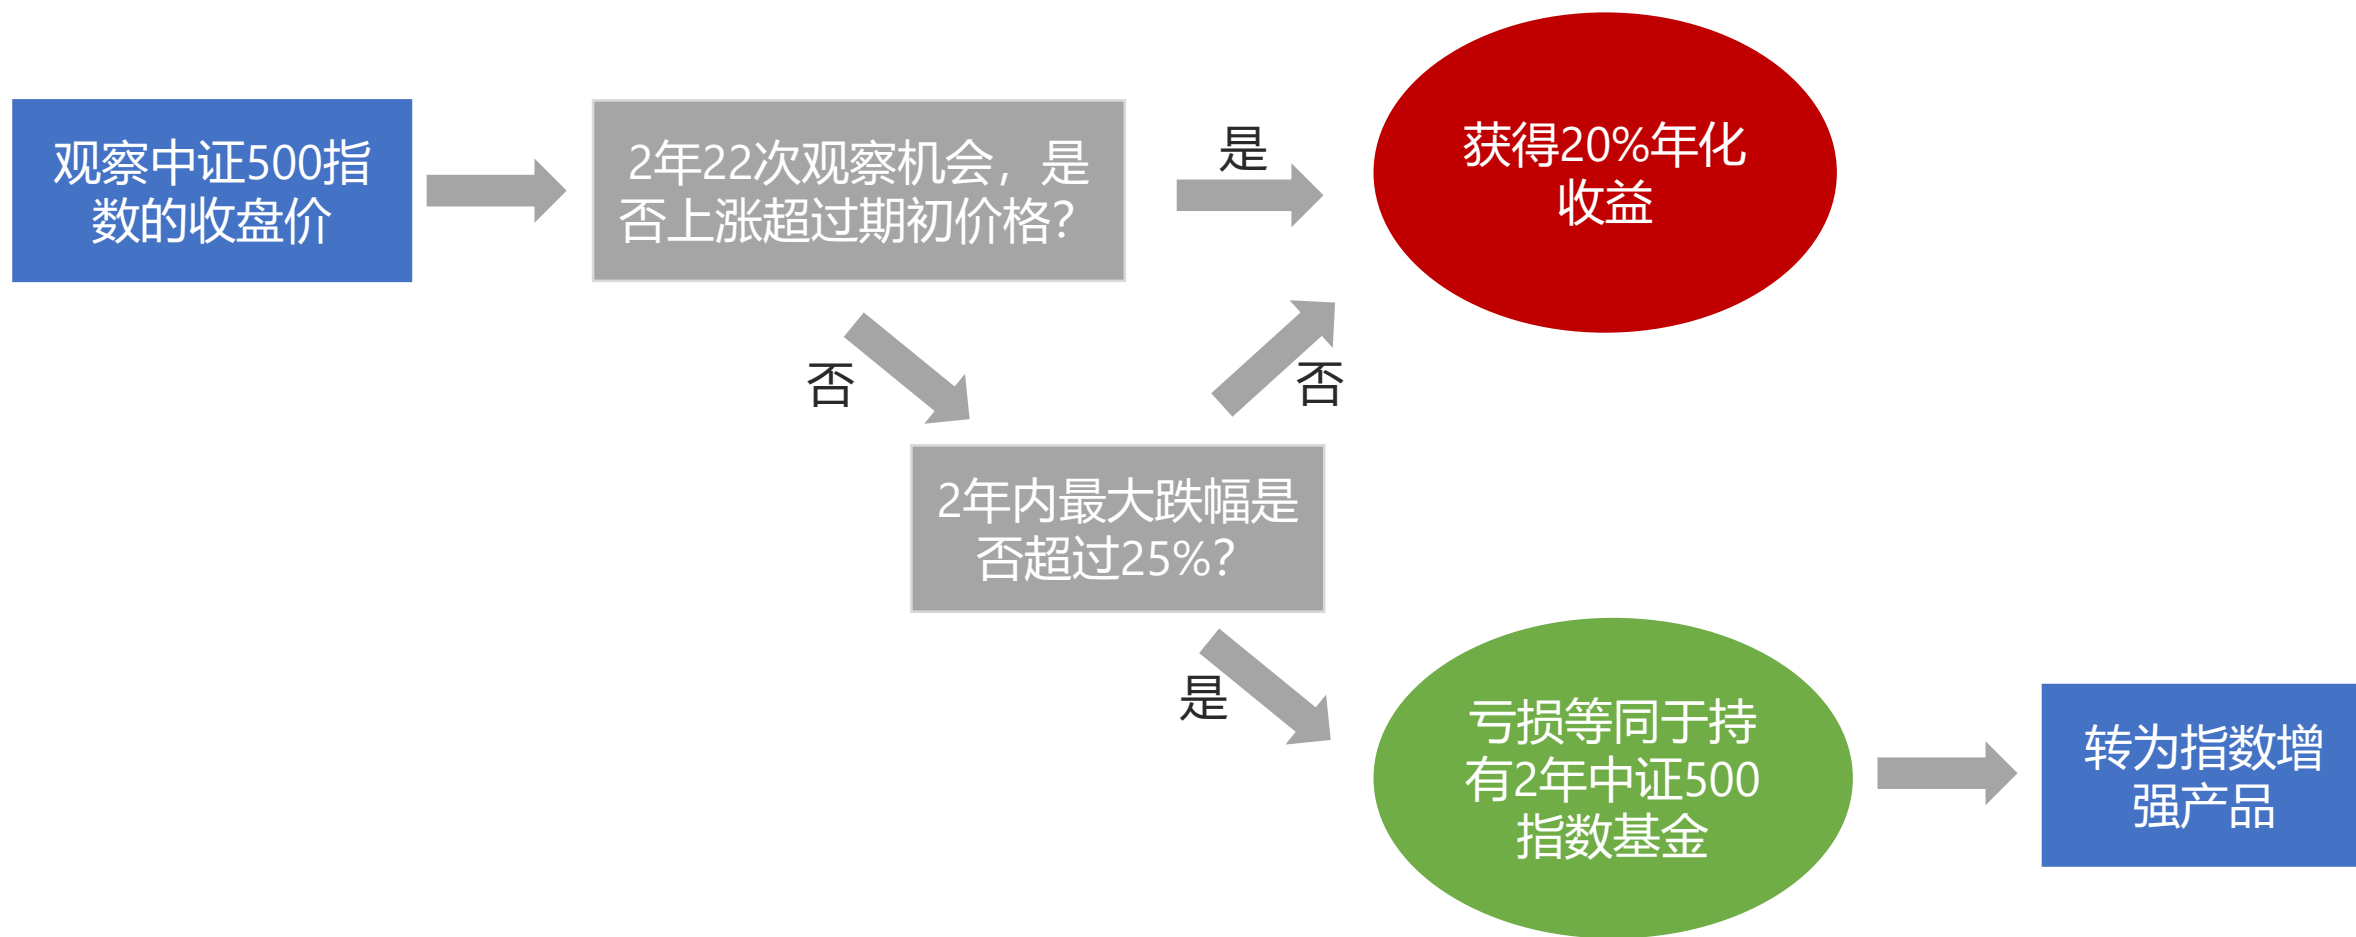 观察中证500指
数的收盘价
2年22次观察机会，是
否上涨超过期初价格？
是
获得20%年化
收益
否
否
2年内最大跌幅是
否超过25%？
是
亏损等同于持
有2年中证500
指数基金
转为指数增
强产品